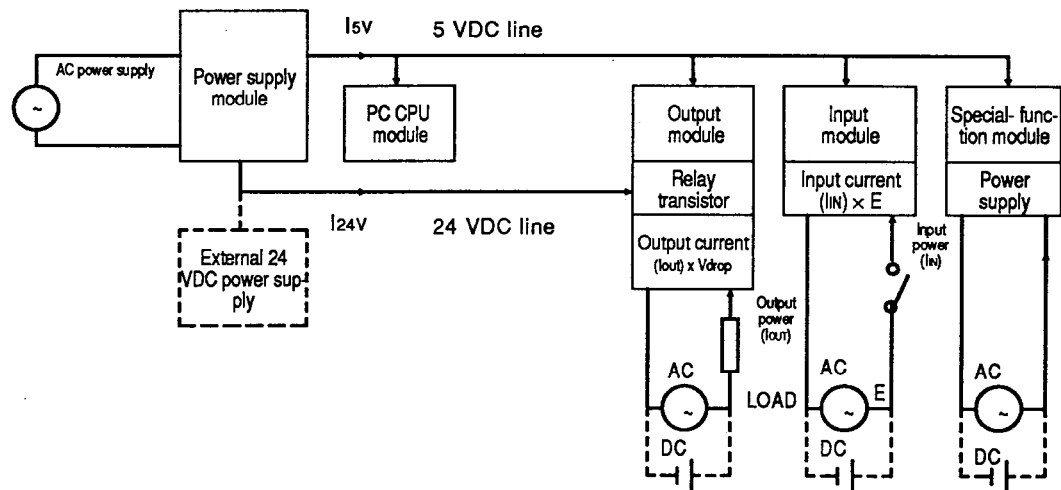 I5V
5 VDC line
AC power supply
~
Power supply
module
PC CPU
module
Output
module
Input
module
Special- func-
tion module
Relay
transistor
Input current
(IIN) × E
Power
supply
I24V
24 VDC line
External 24
VDC power sup-
ply
Output current
(Iout) x Vdrop
Input
power
(IIN)
Output
power
(IOUT)
AC
~
DC
LOAD
AC
~
E
DC
AC
~
DC